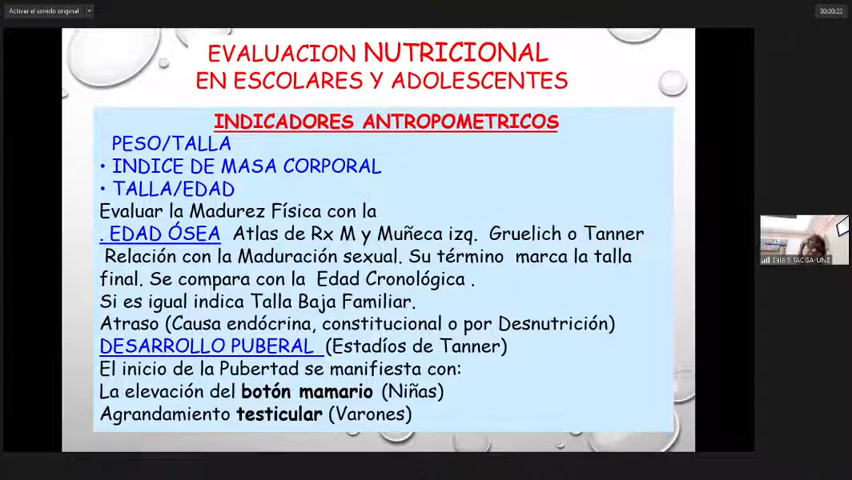 Activar el sonido original
00:00:22
EVALUACION NUTRICIONAL
EN ESCOLARES Y ADOLESCENTES
INDICADORES ANTROPOMETRICOS
PESO/TALLA
• INDICE DE MASA CORPORAL
• TALLA/EDAD
Evaluar la Madurez Física con la
. EDAD ÓSEA Atlas de Rx M y Muñeca izq. Gruelich o Tanner
Relación con la Maduración sexual. Su término marca la talla
final. Se compara con la Edad Cronológica .
Si es igual indica Talla Baja Familiar.
Atraso (Causa endócrina, constitucional o por Desnutrición)
DESARROLLO PUBERAL (Estadíos de Tanner)
El inicio de la Pubertad se manifiesta con:
La elevación del botón mamario (Niñas)
Agrandamiento testicular (Varones)